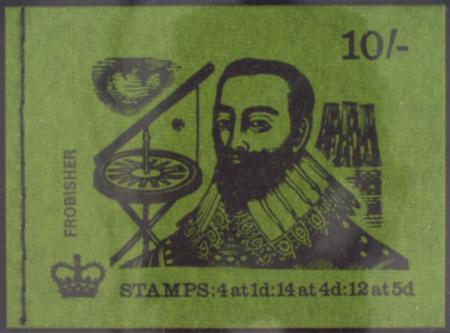 10/-
FROBISHER
STAMPS:4 at 1d:14 at 4d:12 at 5d